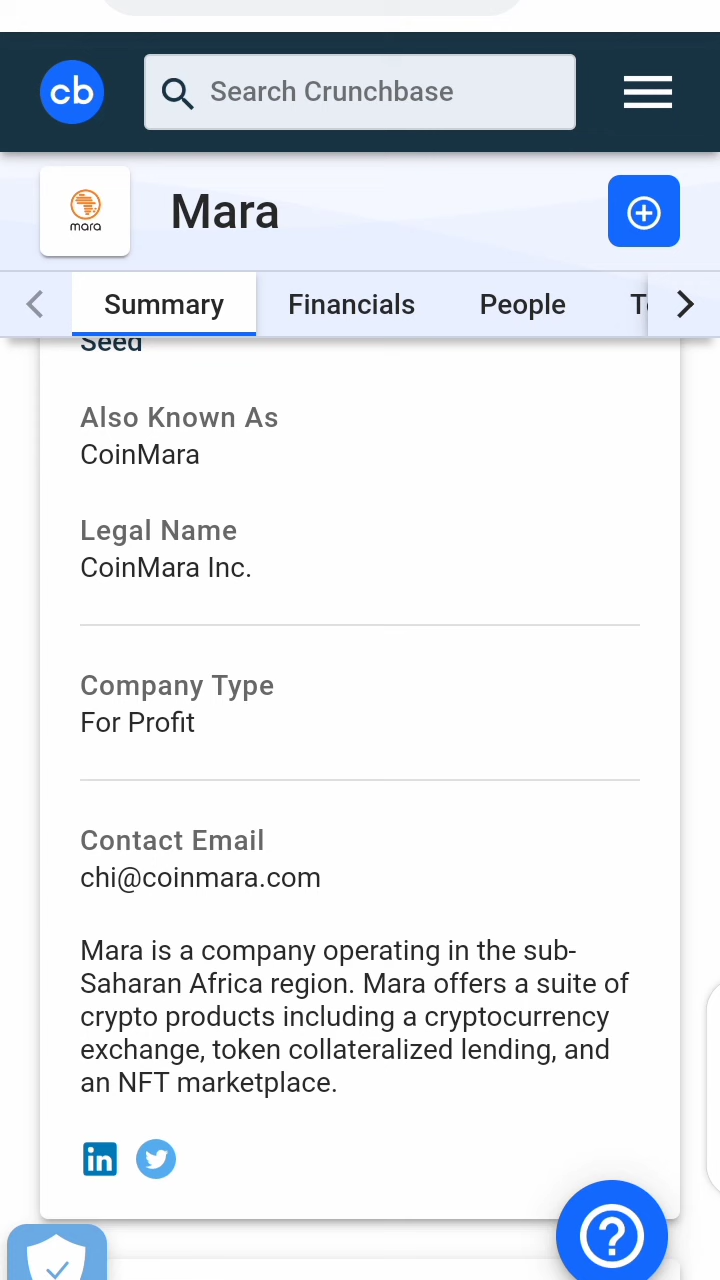 cb
Search Crunchbase
mara
Mara
Summary
Financials
People
Seed
Also Known As
CoinMara
Legal Name
CoinMara Inc.
Company Type
For Profit
Contact Email
chi@coinmara.com
Mara is a company operating in the sub-
Saharan Africa region. Mara offers a suite of
crypto products including a cryptocurrency
exchange, token collateralized lending, and
an NFT marketplace.
in
?